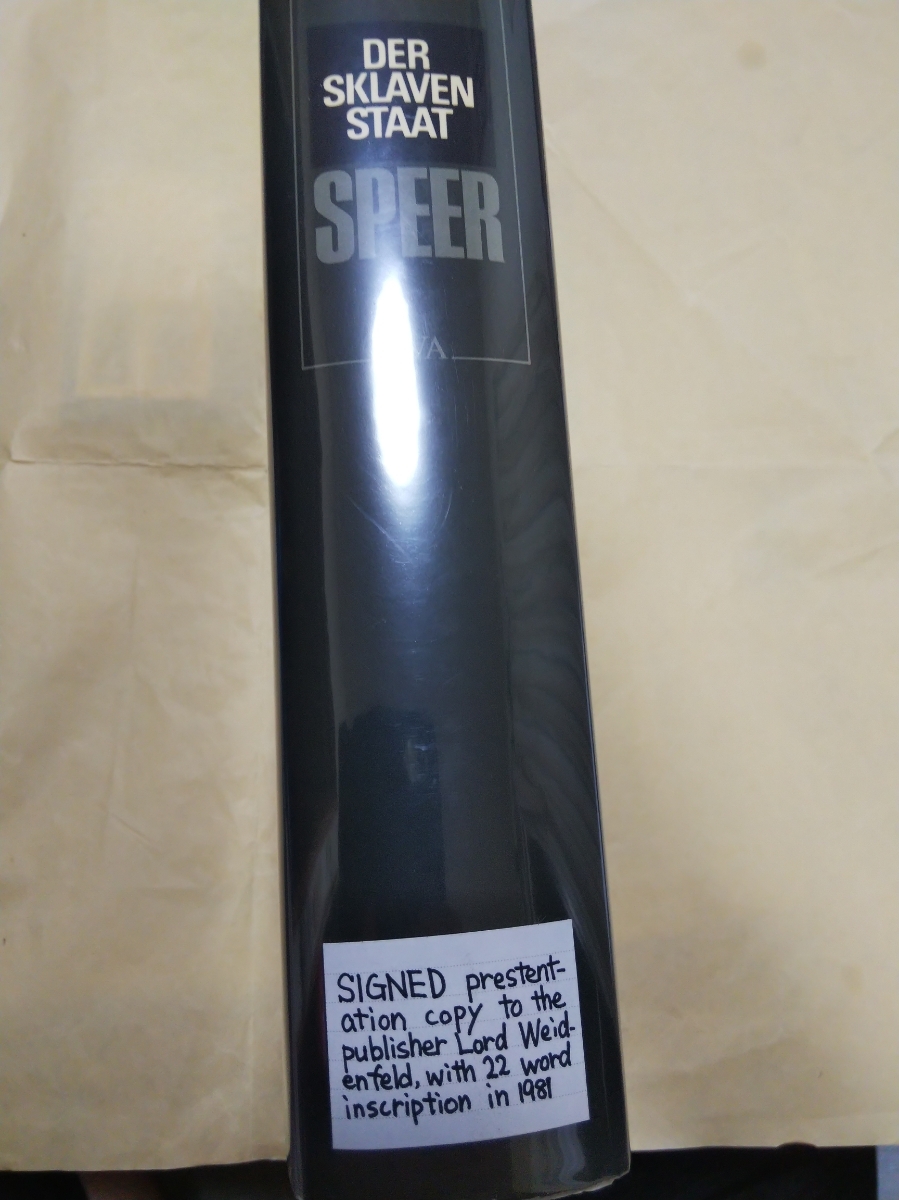 DER
SKLAVEN
STAAT
SPEER
SIGNED prestent-
ation copy to the
publisher Lord Weid-
enfeld, with 22 word
inscription in 1981